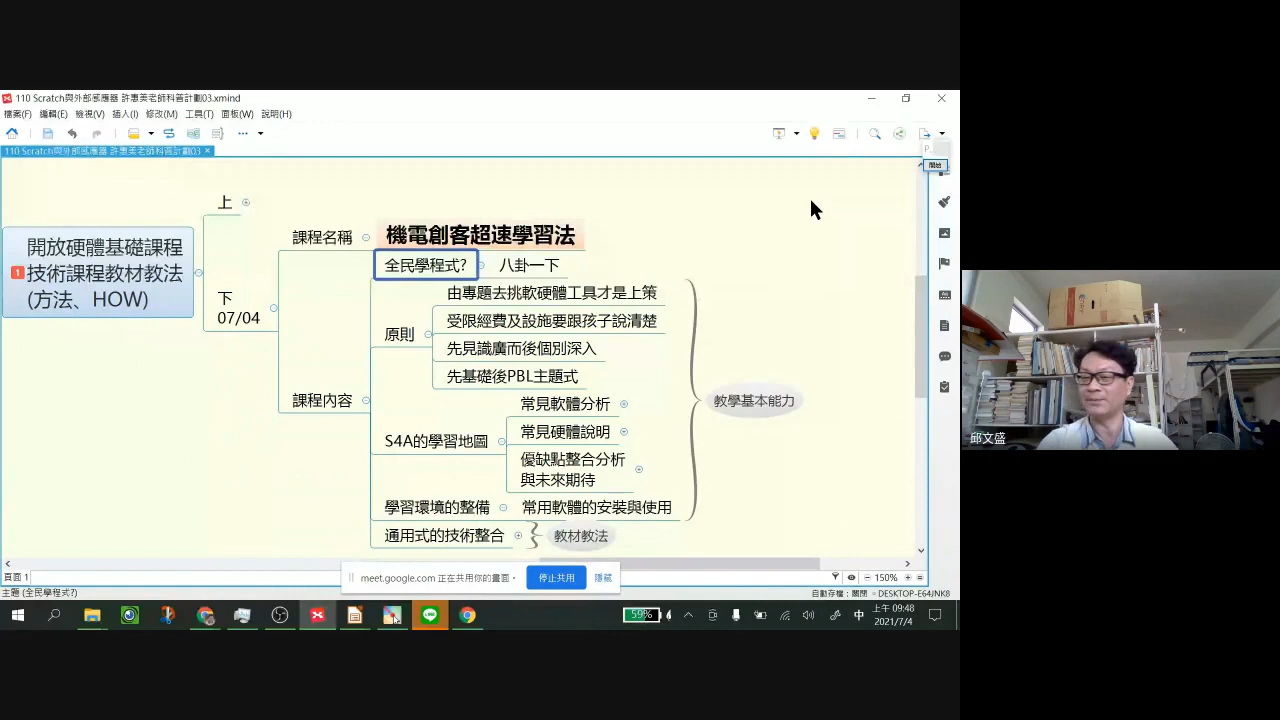 110 Scratch與外部感應器 許惠美老師科普計劃03.xmind
檔案(F) 編輯(E) 檢視(V) 插入(I) 修改(M) 工具(T) 面板(W) 說明(H)
110 Scratch與外部感應器 許惠美老師科普計劃03
開始
上
開放硬體基礎課程
1 技術課程教材教法
(方法、HOW)
下
07/04
課程名稱
機電創客超速學習法
課程內容
全民學程式?
八卦一下
原則
由專題去挑軟硬體工具才是上策
受限經費及設施要跟孩子說清楚
先見識廣而後個別深入
先基礎後PBL主題式
S4A的學習地圖
常見軟體分析
常見硬體說明
優缺點整合分析
與未來期待
學習環境的整備
常用軟體的安裝與使用
教學基本能力
通用式的技術整合
教材教法
meet.google.com 正在共用你的畫面。
停止共用
隱藏
頁面 1
150%
主題 (全民學程式?)
自動存檔：關閉
DESKTOP-E64JNK8
59%
中
上午 09:48
2021/7/4
邱文盛